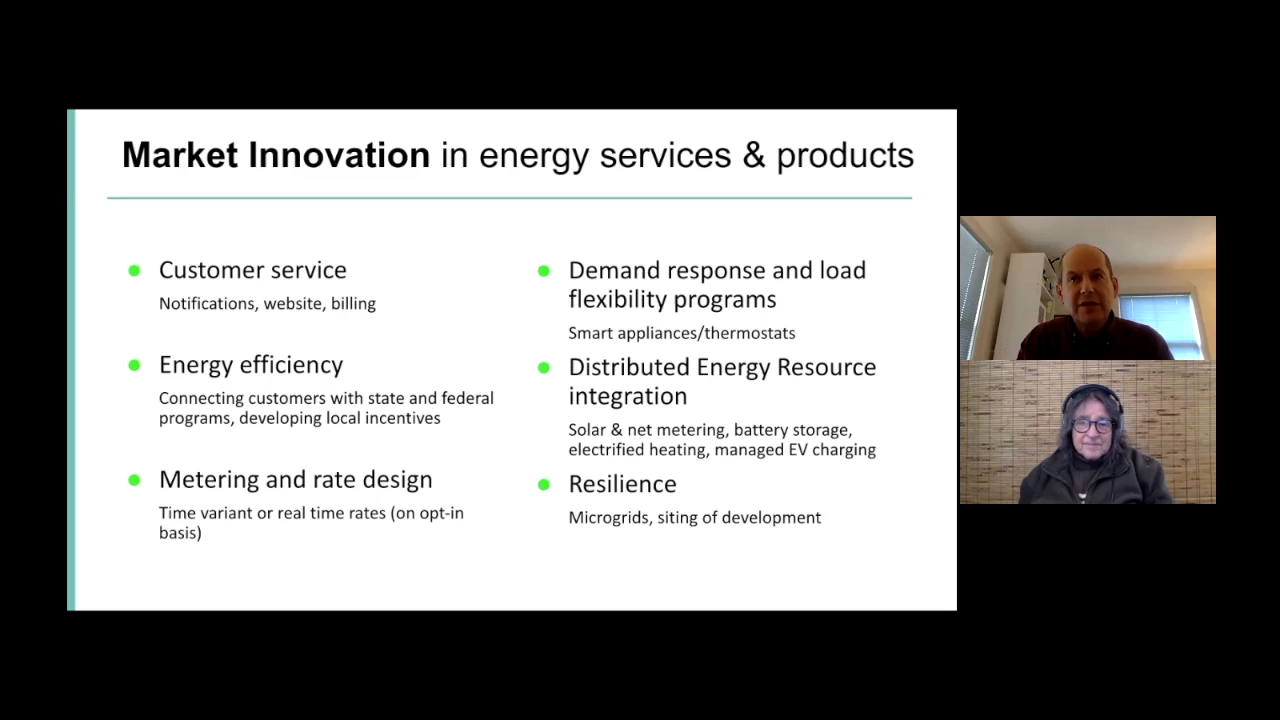 Market Innovation in energy services & products
Customer service
Notifications, website, billing
Energy efficiency
Connecting customers with state and federal
programs, developing local incentives
Metering and rate design
Time variant or real time rates (on opt-in
basis)
Demand response and load
flexibility programs
Smart appliances/thermostats
Distributed Energy Resource
integration
Solar & net metering, battery storage,
electrified heating, managed EV charging
Resilience
Microgrids, siting of development